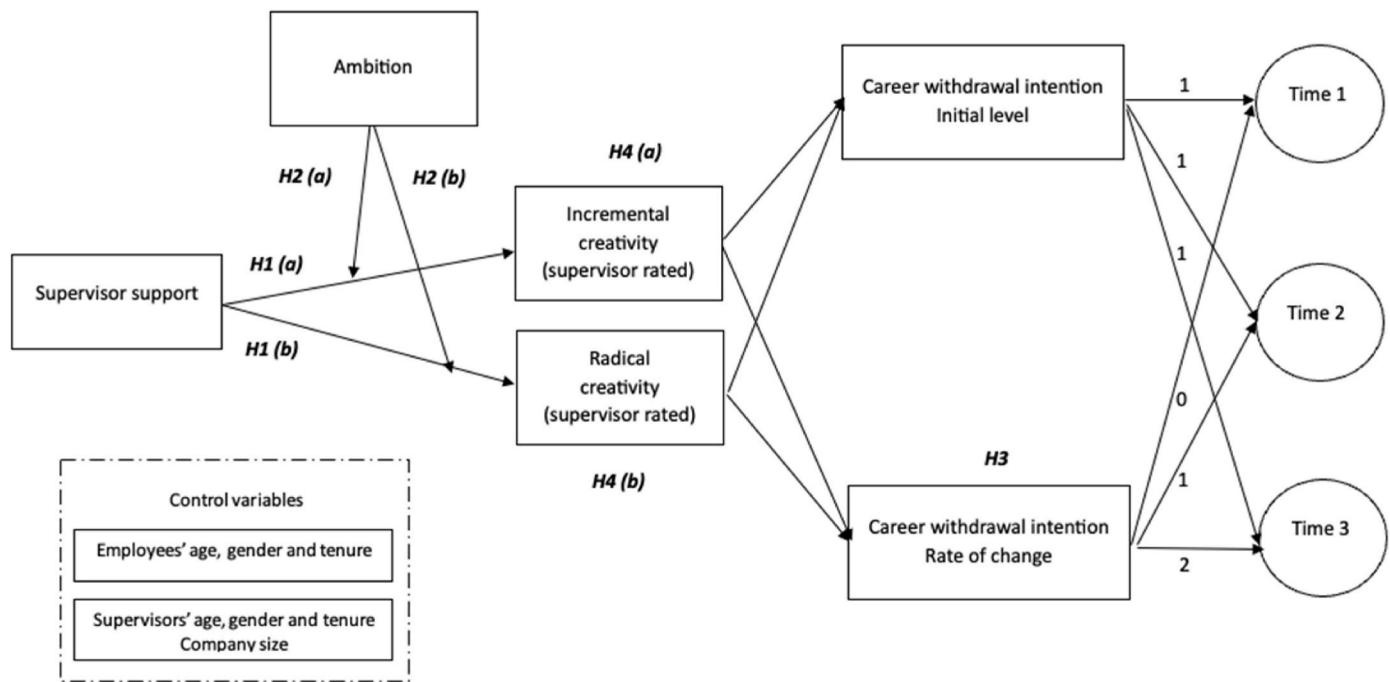 Ambition
H2 (a)
H2 (b)
Supervisor support
H1 (a)
H1 (b)
H4 (a)
Incremental
creativity
(supervisor rated)
Radical
creativity
(supervisor rated)
H4 (b)
Career withdrawal intention
Initial level
H3
Career withdrawal intention
Rate of change
1
1
1
0
1
2
Time 1
Time 2
Time 3
Control variables
Employees’ age, gender and tenure
Supervisors’ age, gender and tenure
Company size